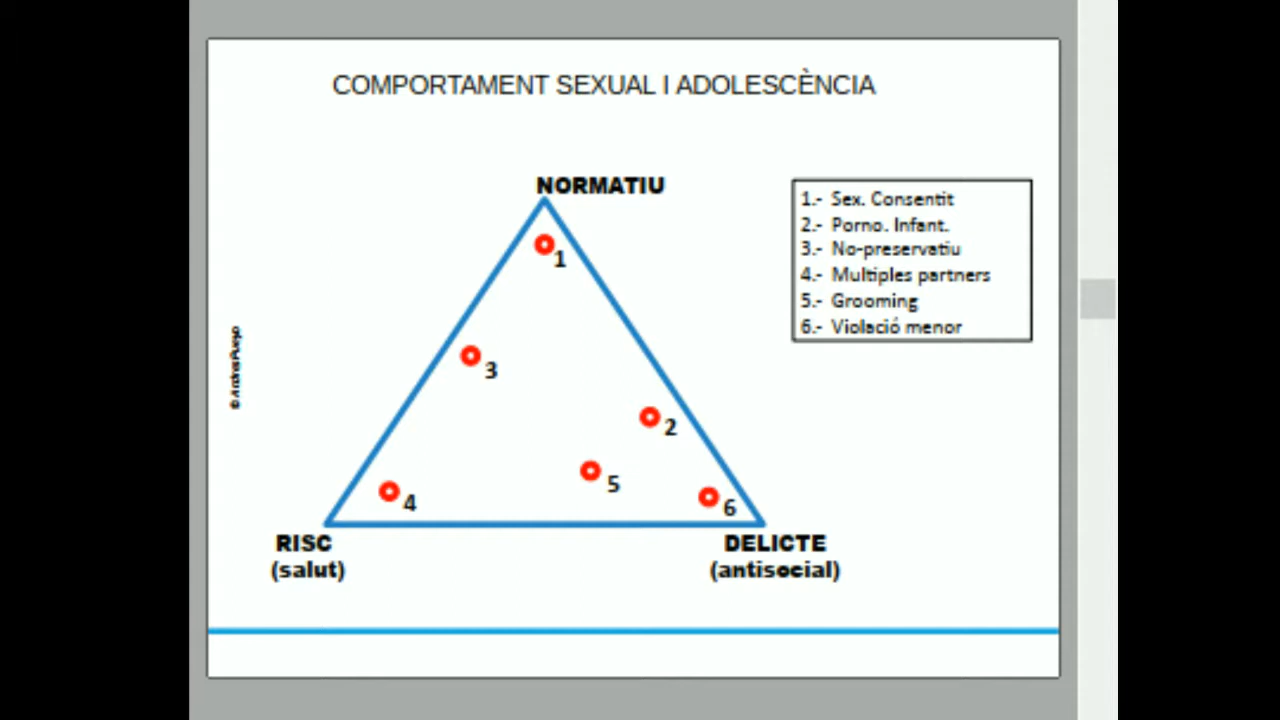 COMPORTAMENT SEXUAL I ADOLESCÈNCIA
NORMATIU
1.- Sex. Consentit
2.- Porno. Infant.
3.- No-preservatiu
4.- Multiples partners
5.- Grooming
6.- Violació menor
1
3
2
5
4
6
RISC
(salut)
DELICTE
(antisocial)